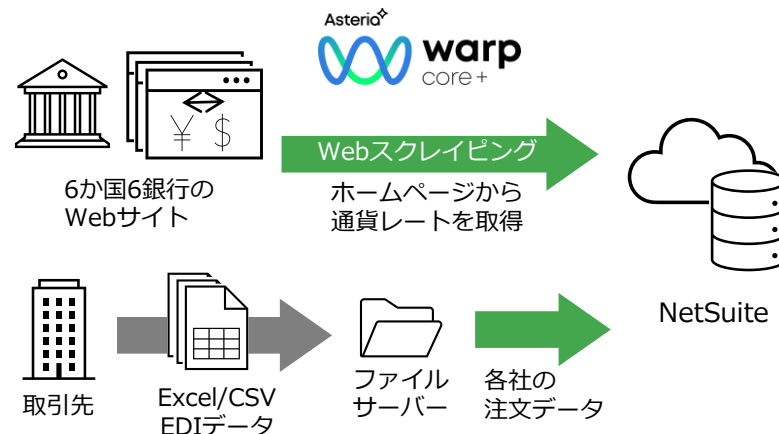 Asteria
warp
core+
Webスクレイピング
6か国6銀行の
Webサイト
ホームページから
通貨レートを取得
¥ $
NetSuite
取引先
Excel/CSV
EDIデータ
ファイル
サーバー
各社の
注文データ